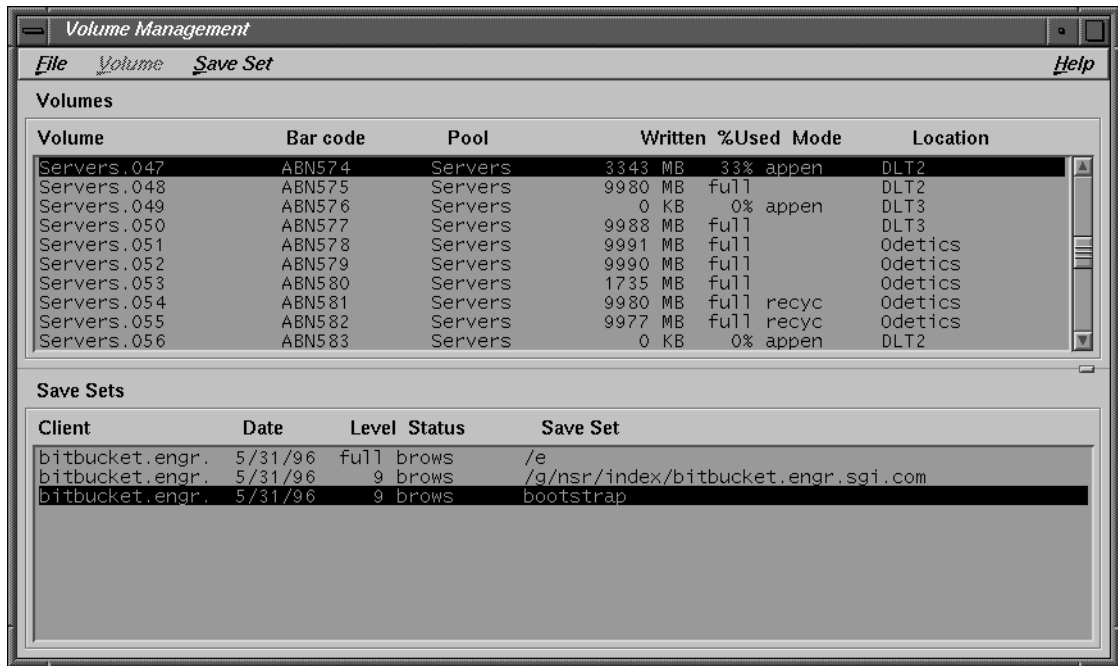 Volume Management
File Volume Save Set Help
Volumes
Volume Bar code Pool Written %Used Mode Location
Servers.047 ABN574 Servers 3343 MB 33% appen DLT2
Servers.048 ABN575 Servers 9980 MB full DLT2
Servers.049 ABN576 Servers 0 KB 0% appen DLT3
Servers.050 ABN577 Servers 9988 MB full DLT3
Servers.051 ABN578 Servers 9991 MB full Odetics
Servers.052 ABN579 Servers 9990 MB full Odetics
Servers.053 ABN580 Servers 1735 MB full Odetics
Servers.054 ABN581 Servers 9980 MB full recyc Odetics
Servers.055 ABN582 Servers 9977 MB full recyc Odetics
Servers.056 ABN583 Servers 0 KB 0% appen DLT2
Save Sets
Client Date Level Status Save Set
bitbucket.engr. 5/31/96 full brows /e
bitbucket.engr. 5/31/96 9 brows /g/nsr/index/bitbucket.engr.sgi.com
bitbucket.engr. 5/31/96 9 brows bootstrap